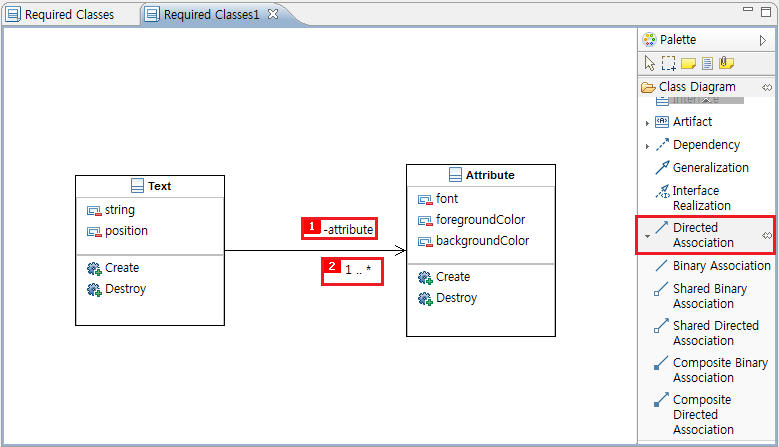 Required Classes
Required Classes1
Palette
Class Diagram
Interface
Artifact
Dependency
Generalization
Interface
Realization
Directed
Association
Binary Association
Shared Binary
Association
Shared Directed
Association
Composite Binary
Association
Composite
Directed
Association
Text
string
position
Create
Destroy
1
-attribute
2
1 .. *
Attribute
font
foregroundColor
backgroundColor
Create
Destroy